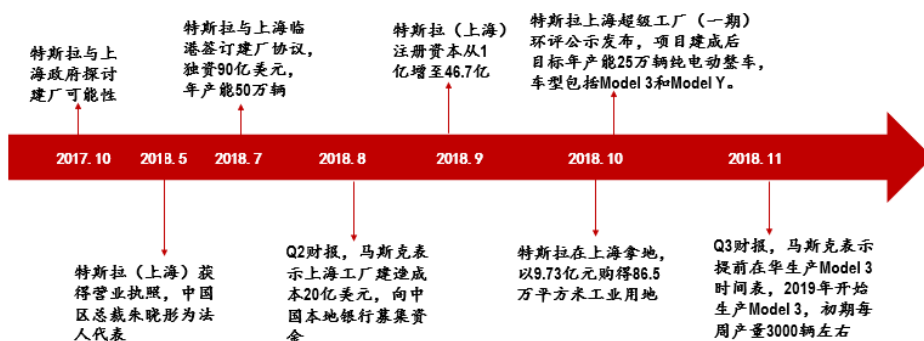 特斯拉与上
海政府探讨
建厂可能性
特斯拉与上海临
港签订建厂协议，
独资90亿美元，
年产能50万辆
特斯拉（上海）
注册资本从1
亿增至46.7亿
特斯拉上海超级工厂（一期）
环评公示发布，项目建成后
目标年产能25万辆纯电动整车，
车型包括Model 3和Model Y。
2017.10
2018.5
2018.7
2018.8
2018.9
2018.10
2018.11
特斯拉（上海）获
得营业执照，中国
区总裁朱晓彤为法
人代表
Q2财报，马斯克表
示上海工厂建造成
本20亿美元，向中
国本地银行募集资
金
特斯拉在上海拿地，
以9.73亿元购得86.5
万平方米工业用地
Q3财报，马斯克表示
提前在华生产Model 3
时间表，2019年开始
生产Model 3，初期每
周产量3000辆左右